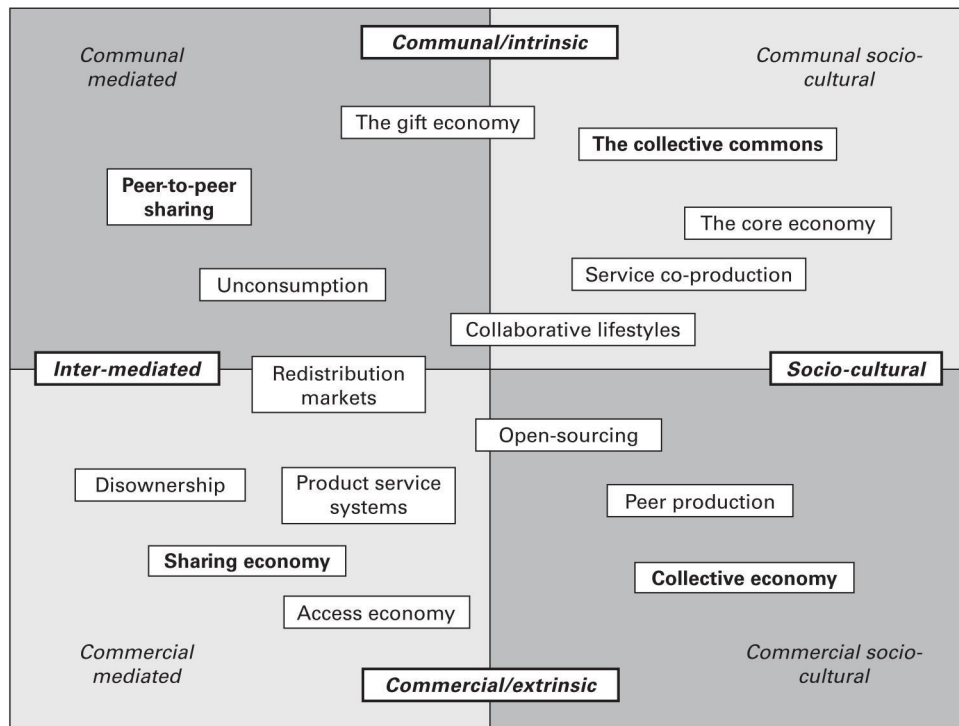 Communal/intrinsic
Communal
mediated
Communal socio-
cultural
The gift economy
The collective commons
Peer-to-peer
sharing
The core economy
Service co-production
Unconsumption
Collaborative lifestyles
Inter-mediated
Socio-cultural
Redistribution
markets
Open-sourcing
Disownership
Product service
systems
Peer production
Sharing economy
Collective economy
Access economy
Commercial
mediated
Commercial socio-
cultural
Commercial/extrinsic